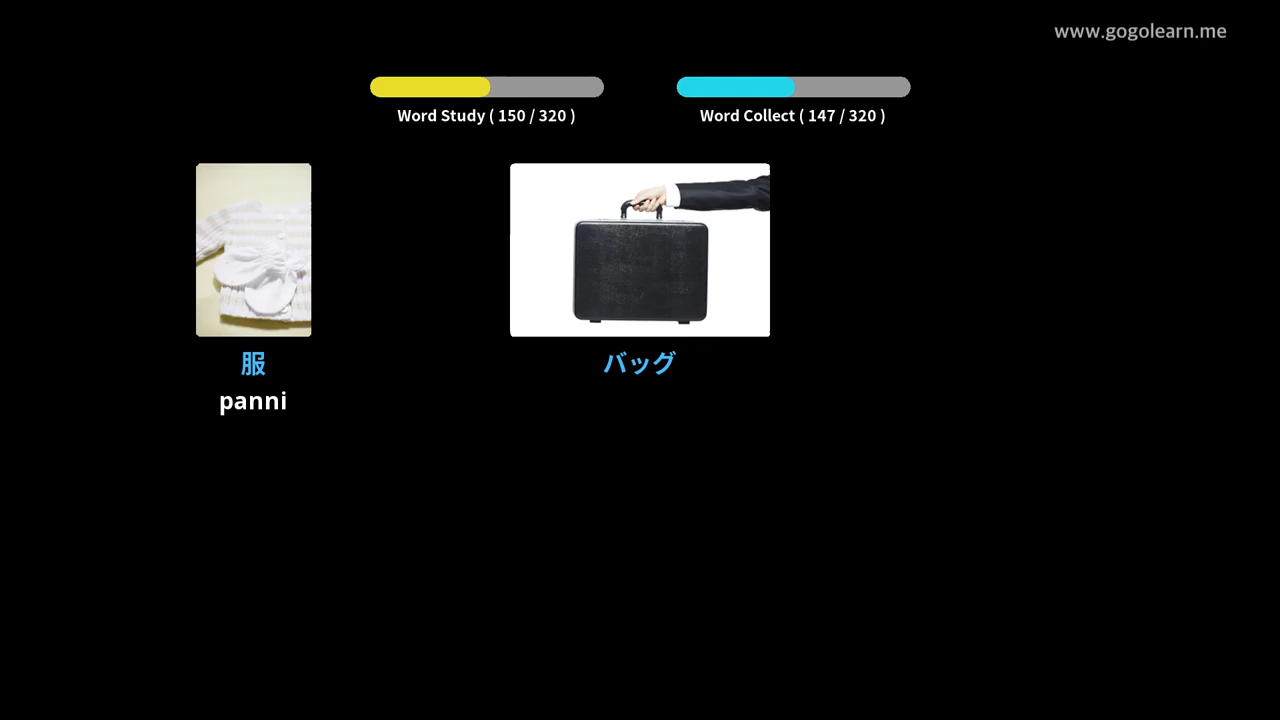 www.gogolearn.me
Word Study ( 150 / 320 )
Word Collect ( 147 / 320 )
服
panni
バッグ